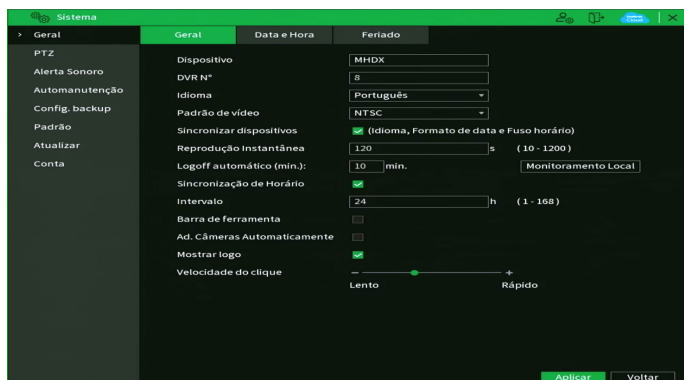 Sistema
Geral
PTZ
Alerta Sonoro
Automanutenção
Config. backup
Padrão
Atualizar
Conta
Geral Data e Hora Feriado
Dispositivo MHDX
DVR N° 8
Idioma Português
Padrão de vídeo NTSC
Sincronizar dispositivos (Idioma, Formato de data e Fuso horário)
Reprodução Instantânea 120 s (10 - 1200)
Logoff automático (min.): 10 min. Monitoramento Local
Sincronização de Horário
Intervalo 24 h (1 - 168)
Barra de ferramenta
Ad. Câmeras Automaticamente
Mostrar logo
Velocidade do clique − +
Lento Rápido
Aplicar Voltar